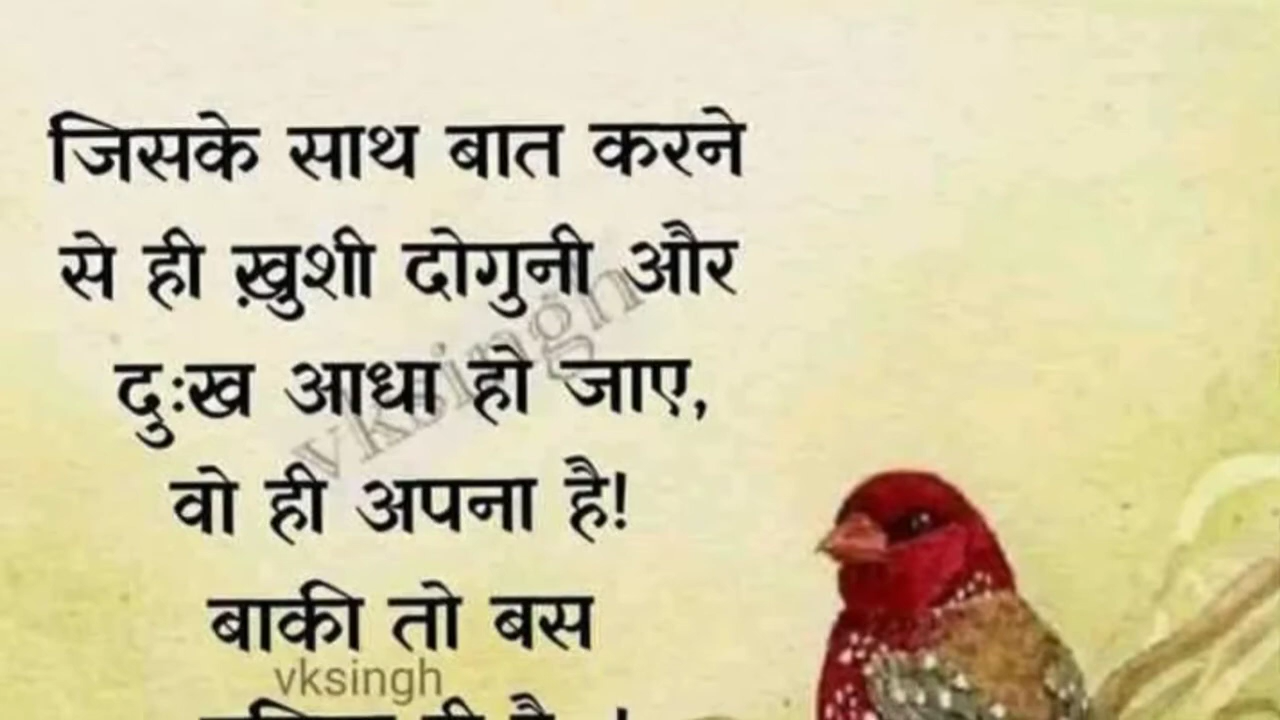 जिसके साथ बात करने
से ही ख़ुशी दोगुनी और
दुःख आधा हो जाए,
वो ही अपना है!
बाकी तो बस
vksingh
vksingh